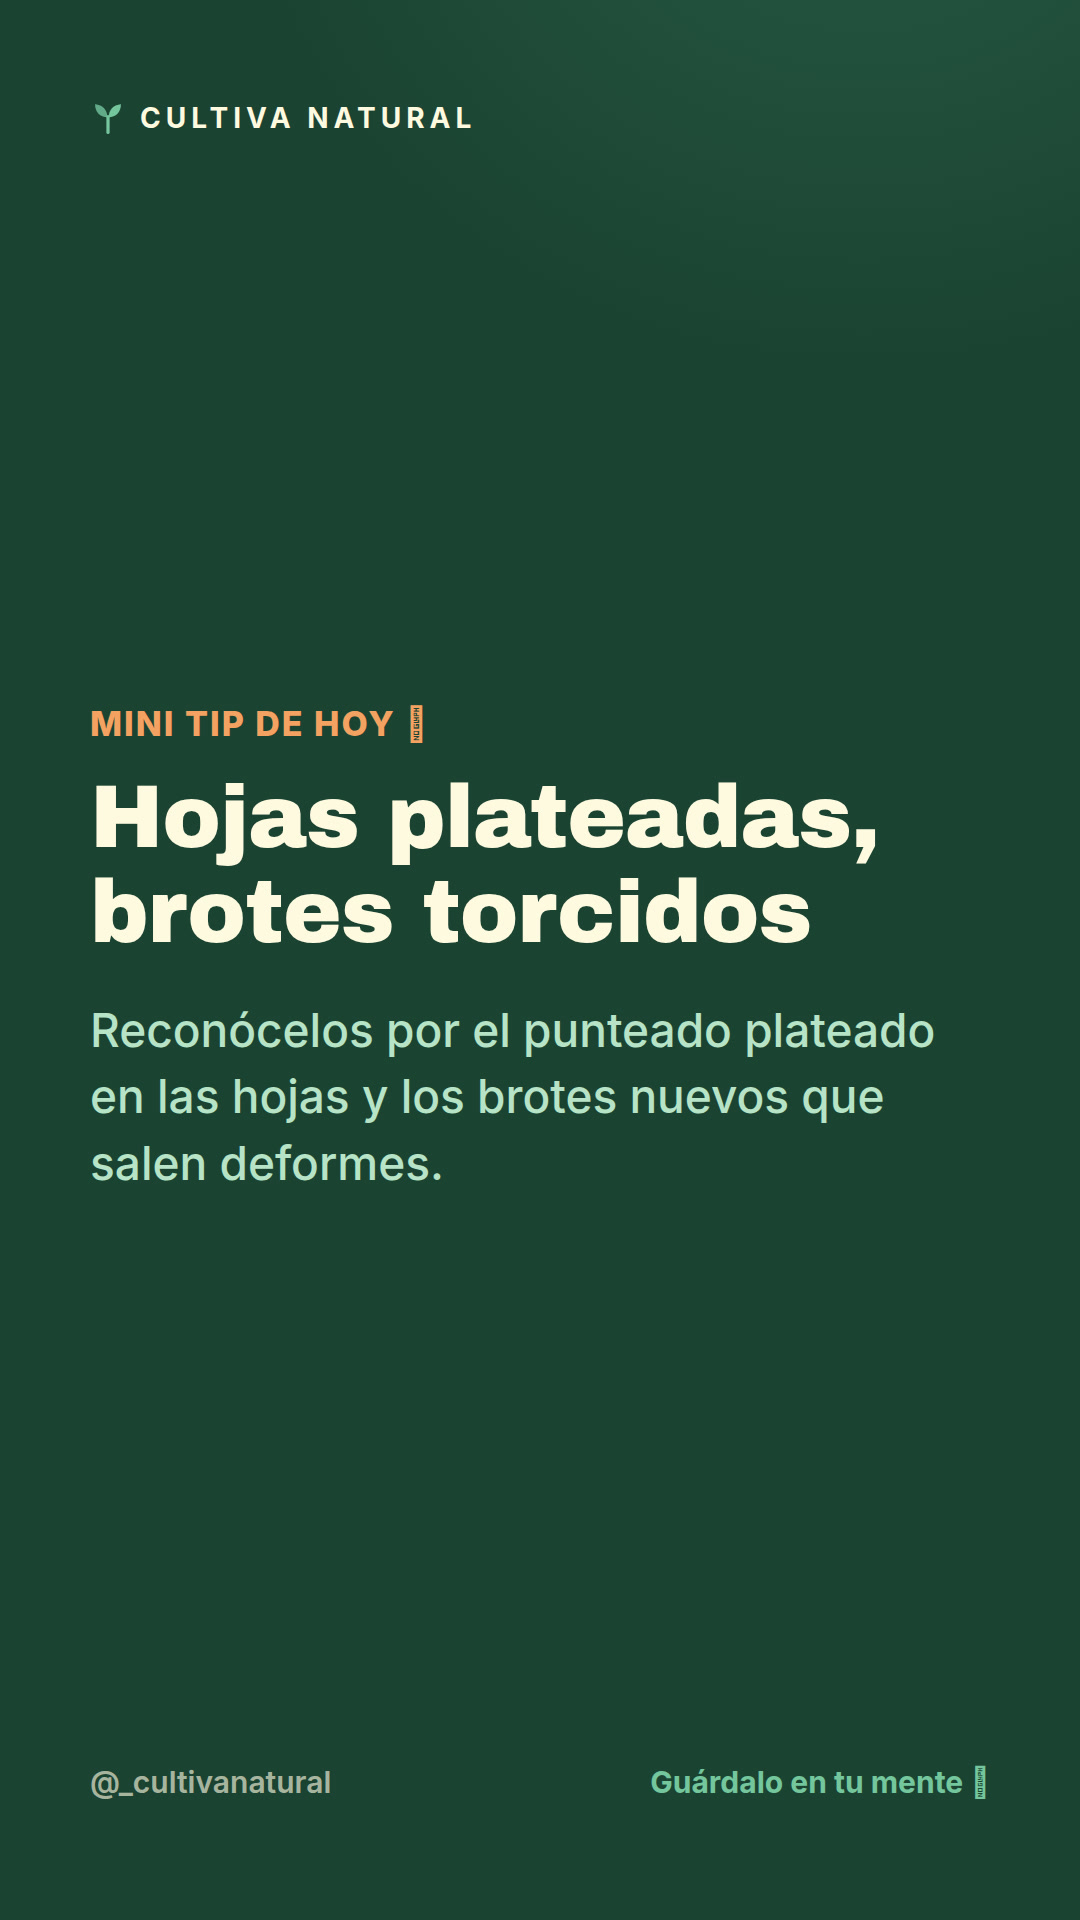 CULTIVA NATURAL
MINI TIP DE HOY
Hojas plateadas,
brotes torcidos
Reconócelos por el punteado plateado
en las hojas y los brotes nuevos que
salen deformes.
@_cultivanatural
Guárdalo en tu mente